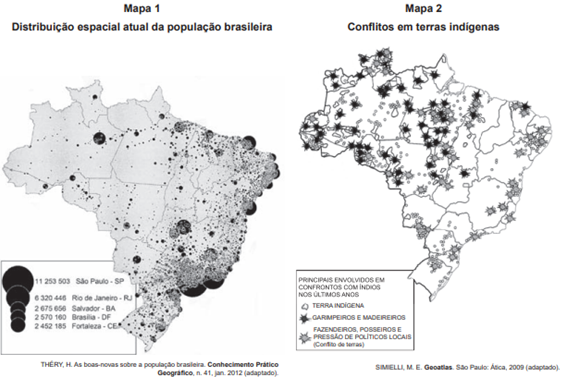 Mapa 1
Distribuição espacial atual da população brasileira
11 253 503 São Paulo - SP
6 320 446 Rio de Janeiro - RJ
2 675 656 Salvador - BA
2 570 160 Brasília - DF
2 452 185 Fortaleza - CE
THÉRY, H. As boas-novas sobre a população brasileira. Conhecimento Prático
Geográfico, n. 41, jan. 2012 (adaptado).
Mapa 2
Conflitos em terras indígenas
PRINCIPAIS ENVOLVIDOS EM
CONFRONTOS COM ÍNDIOS
NOS ÚLTIMOS ANOS
TERRA INDÍGENA
GARIMPEIROS E MADEIREIROS
FAZENDEIROS, POSSEIROS E
PRESSÃO DE POLÍTICOS LOCAIS
(Conflito de terras)
SIMIELLI, M. E. Geoatlas. São Paulo: Ática, 2009 (adaptado).